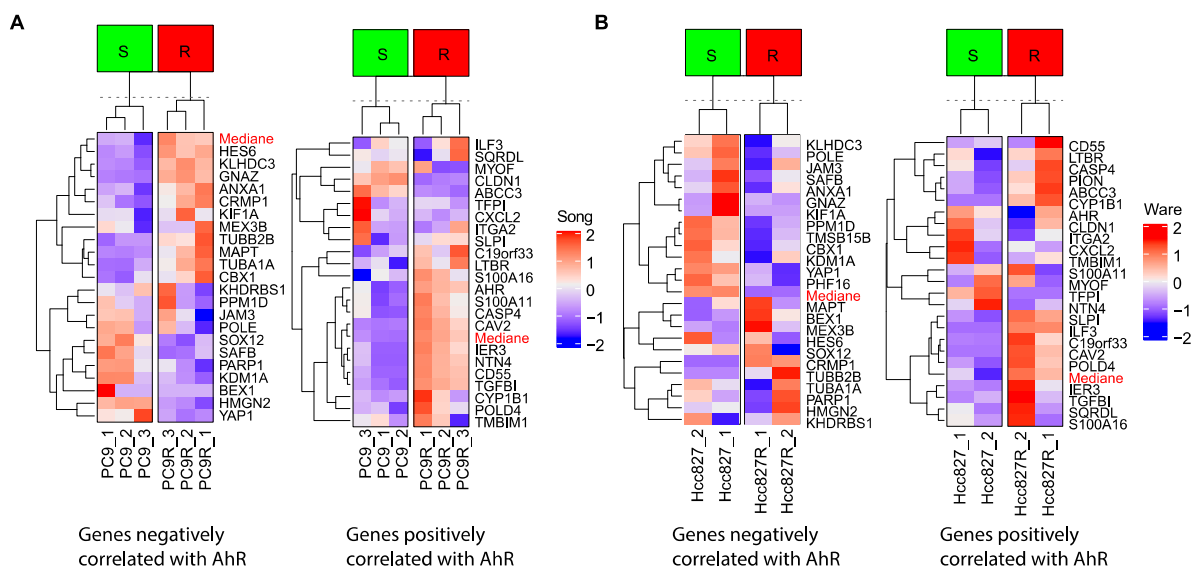 A
S
R
Mediane
HES6
KLHDC3
GNAZ
ANXA1
CRMP1
KIF1A
MEX3B
TUBB2B
MAPT
TUBA1A
CBX1
KHDRBS1
PPM1D
JAM3
POLE
SOX12
SAFB
PARP1
KDM1A
BEX1
HMGN2
YAP1
PC9_1
PC9_2
PC9_3
PC9R_3
PC9R_2
PC9R_1
Genes negatively
correlated with AhR
S
R
ILF3
SQRDL
MYOF
CLDN1
ABCC3
TFPI
CXCL2
ITGA2
SLPI
C19orf33
LTBR
S100A16
AHR
S100A11
CASP4
CAV2
Mediane
IER3
NTN4
CD55
TGFBI
CYP1B1
POLD4
TMBIM1
PC9_3
PC9_1
PC9_2
PC9R_1
PC9R_2
PC9R_3
Genes positively
correlated with AhR
Song
2
1
0
−1
−2
B
S
R
KLHDC3
POLE
JAM3
SAFB
ANXA1
GNAZ
KIF1A
PPM1D
TMSB15B
CBX1
KDM1A
YAP1
PHF16
Mediane
MAPT
BEX1
MEX3B
HES6
SOX12
CRMP1
TUBB2B
TUBA1A
PARP1
HMGN2
KHDRBS1
Hcc827_2
Hcc827_1
Hcc827R_1
Hcc827R_2
Genes negatively
correlated with AhR
S
R
CD55
LTBR
CASP4
PION
ABCC3
CYP1B1
AHR
CLDN1
ITGA2
CXCL2
TMBIM1
S100A11
MYOF
TFPI
NTN4
SLPI
ILF3
C19orf33
CAV2
POLD4
Mediane
IER3
TGFBI
SQRDL
S100A16
Hcc827_1
Hcc827_2
Hcc827R_2
Hcc827R_1
Genes positively
correlated with AhR
Ware
2
1
0
−1
−2